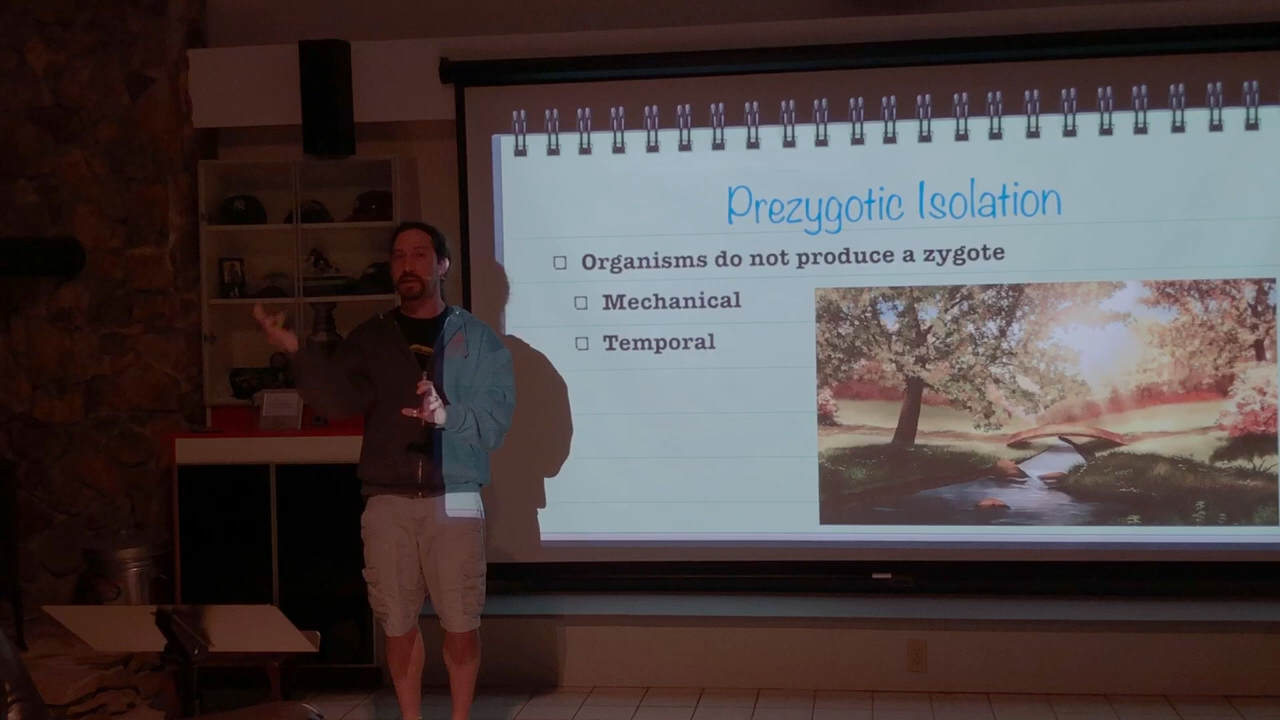 Prezygotic Isolation
Organisms do not produce a zygote
Mechanical
Temporal